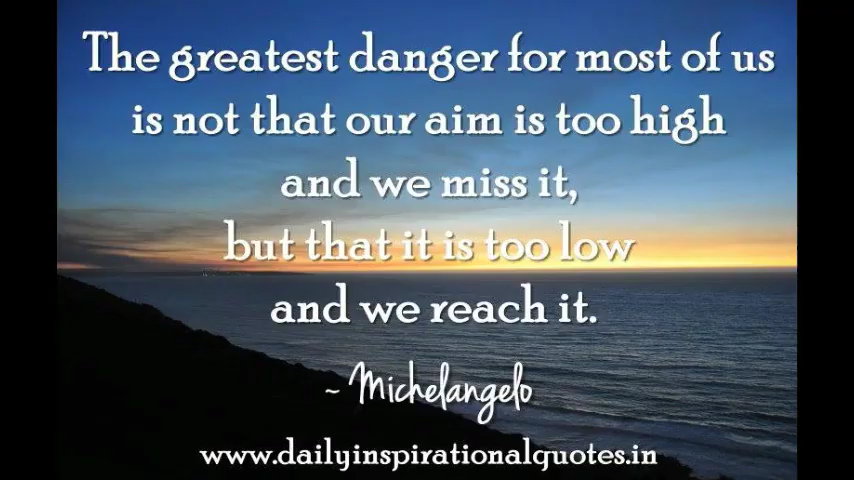 The greatest danger for most of us
is not that our aim is too high
and we miss it,
but that it is too low
and we reach it.
~ Michelangelo
www.dailyinspirationalquotes.in